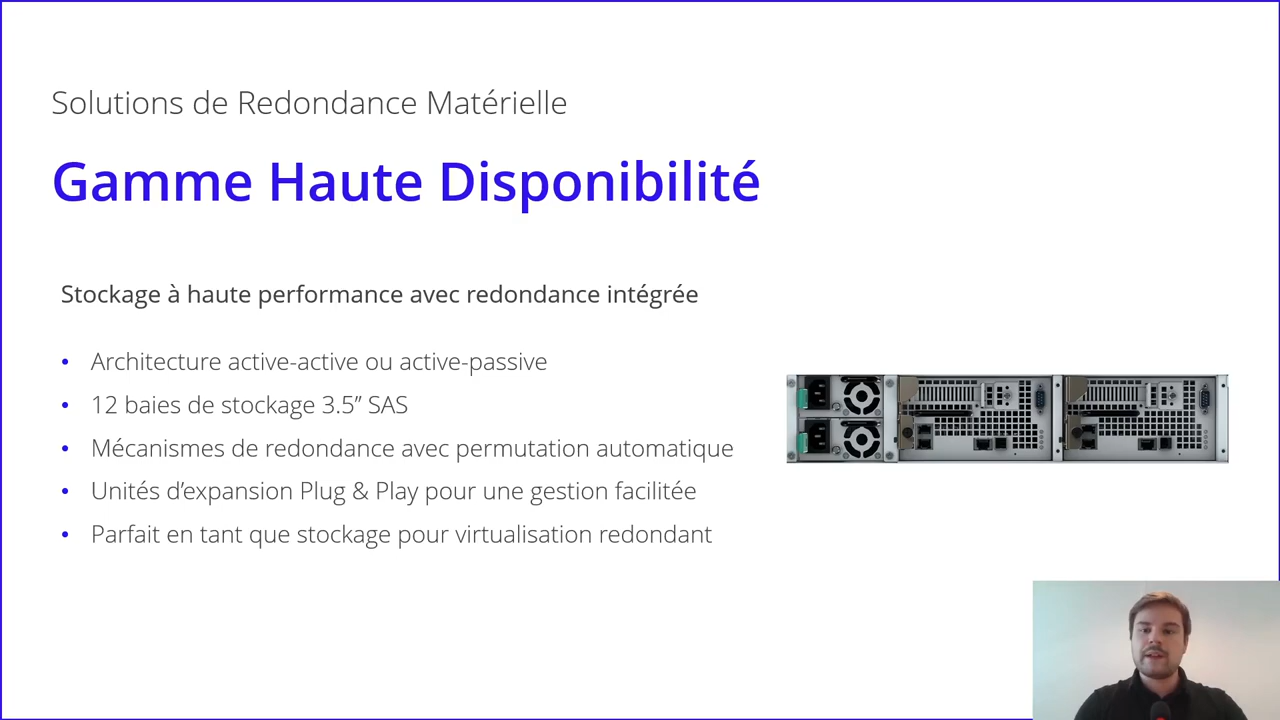 Solutions de Redondance Matérielle
Gamme Haute Disponibilité
Stockage à haute performance avec redondance intégrée
• Architecture active-active ou active-passive
• 12 baies de stockage 3.5” SAS
• Mécanismes de redondance avec permutation automatique
• Unités d’expansion Plug & Play pour une gestion facilitée
• Parfait en tant que stockage pour virtualisation redondant